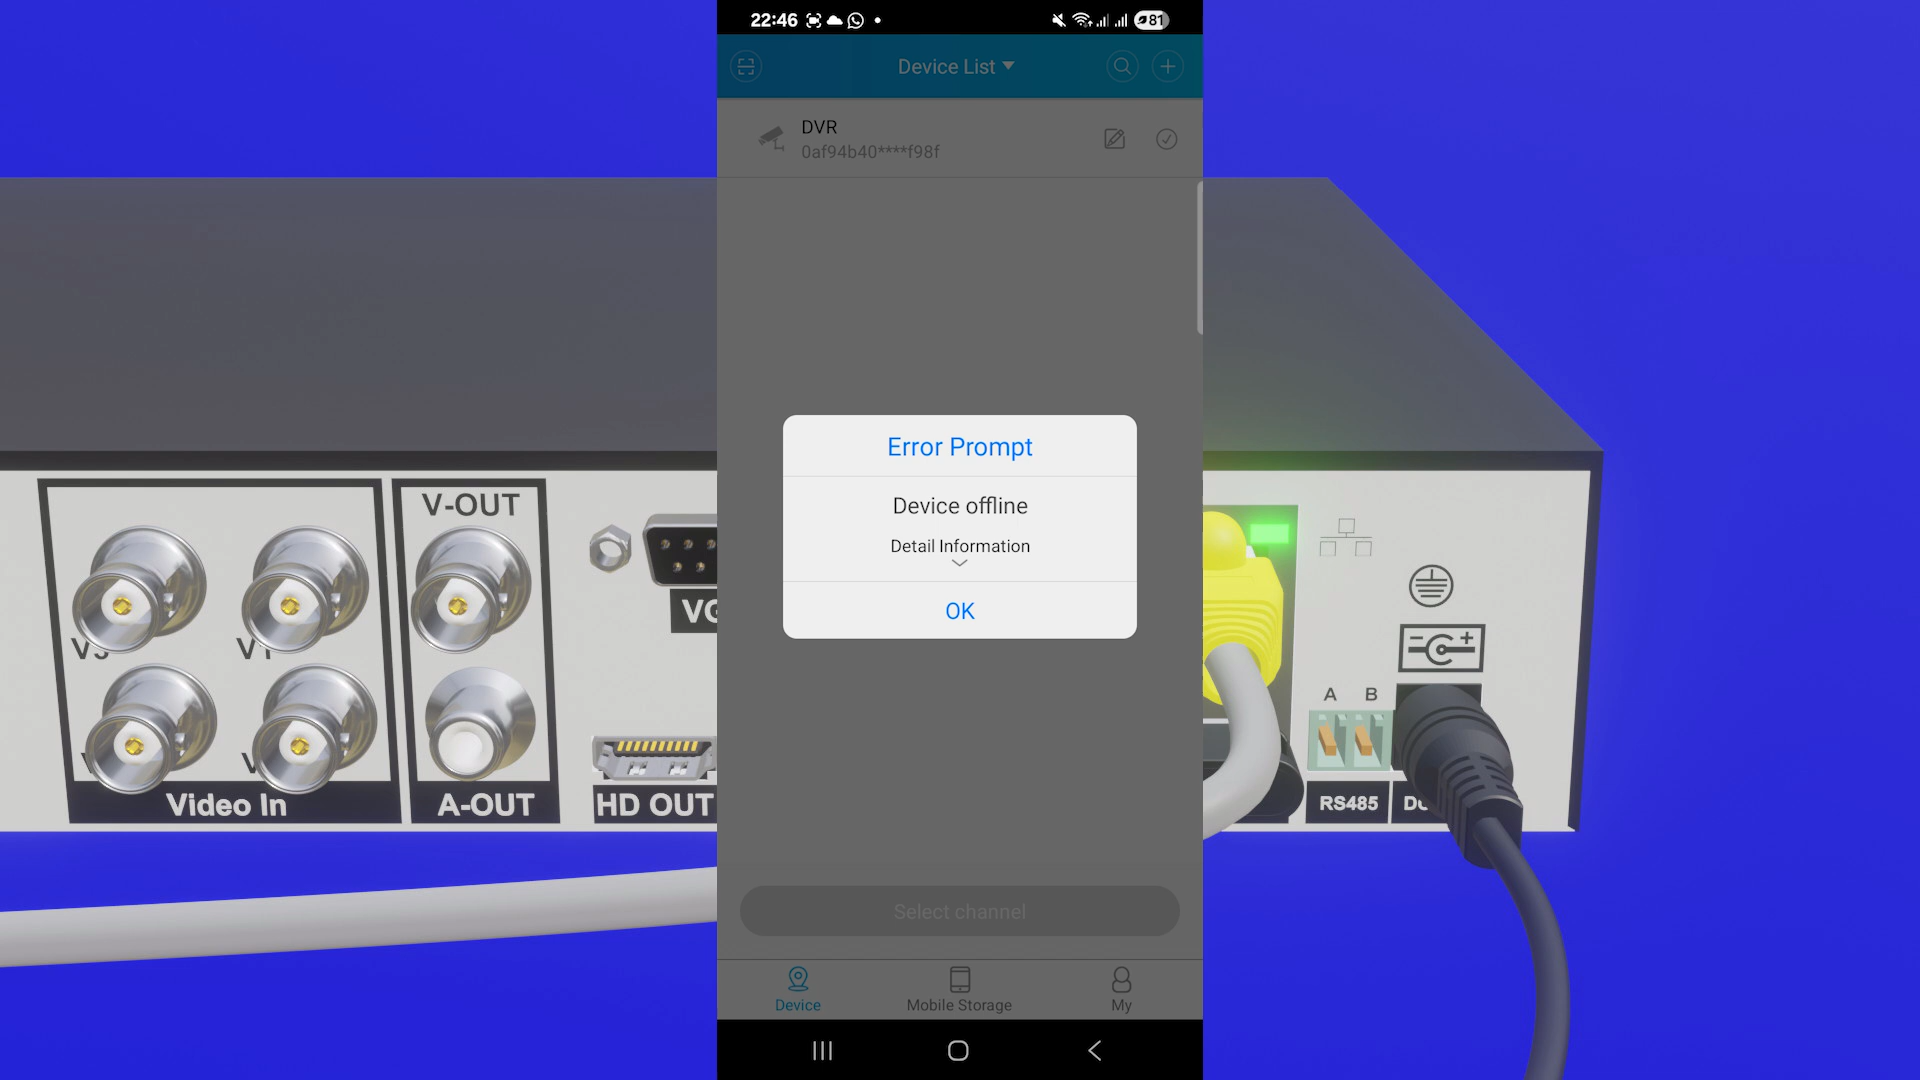 22:46
81
Device List
DVR
0af94b40****f98f
Error Prompt
Device offline
Detail Information
OK
Select channel
Device
Mobile Storage
My
V-OUT
V1
Video In
A-OUT
HD OUT
A B
RS485